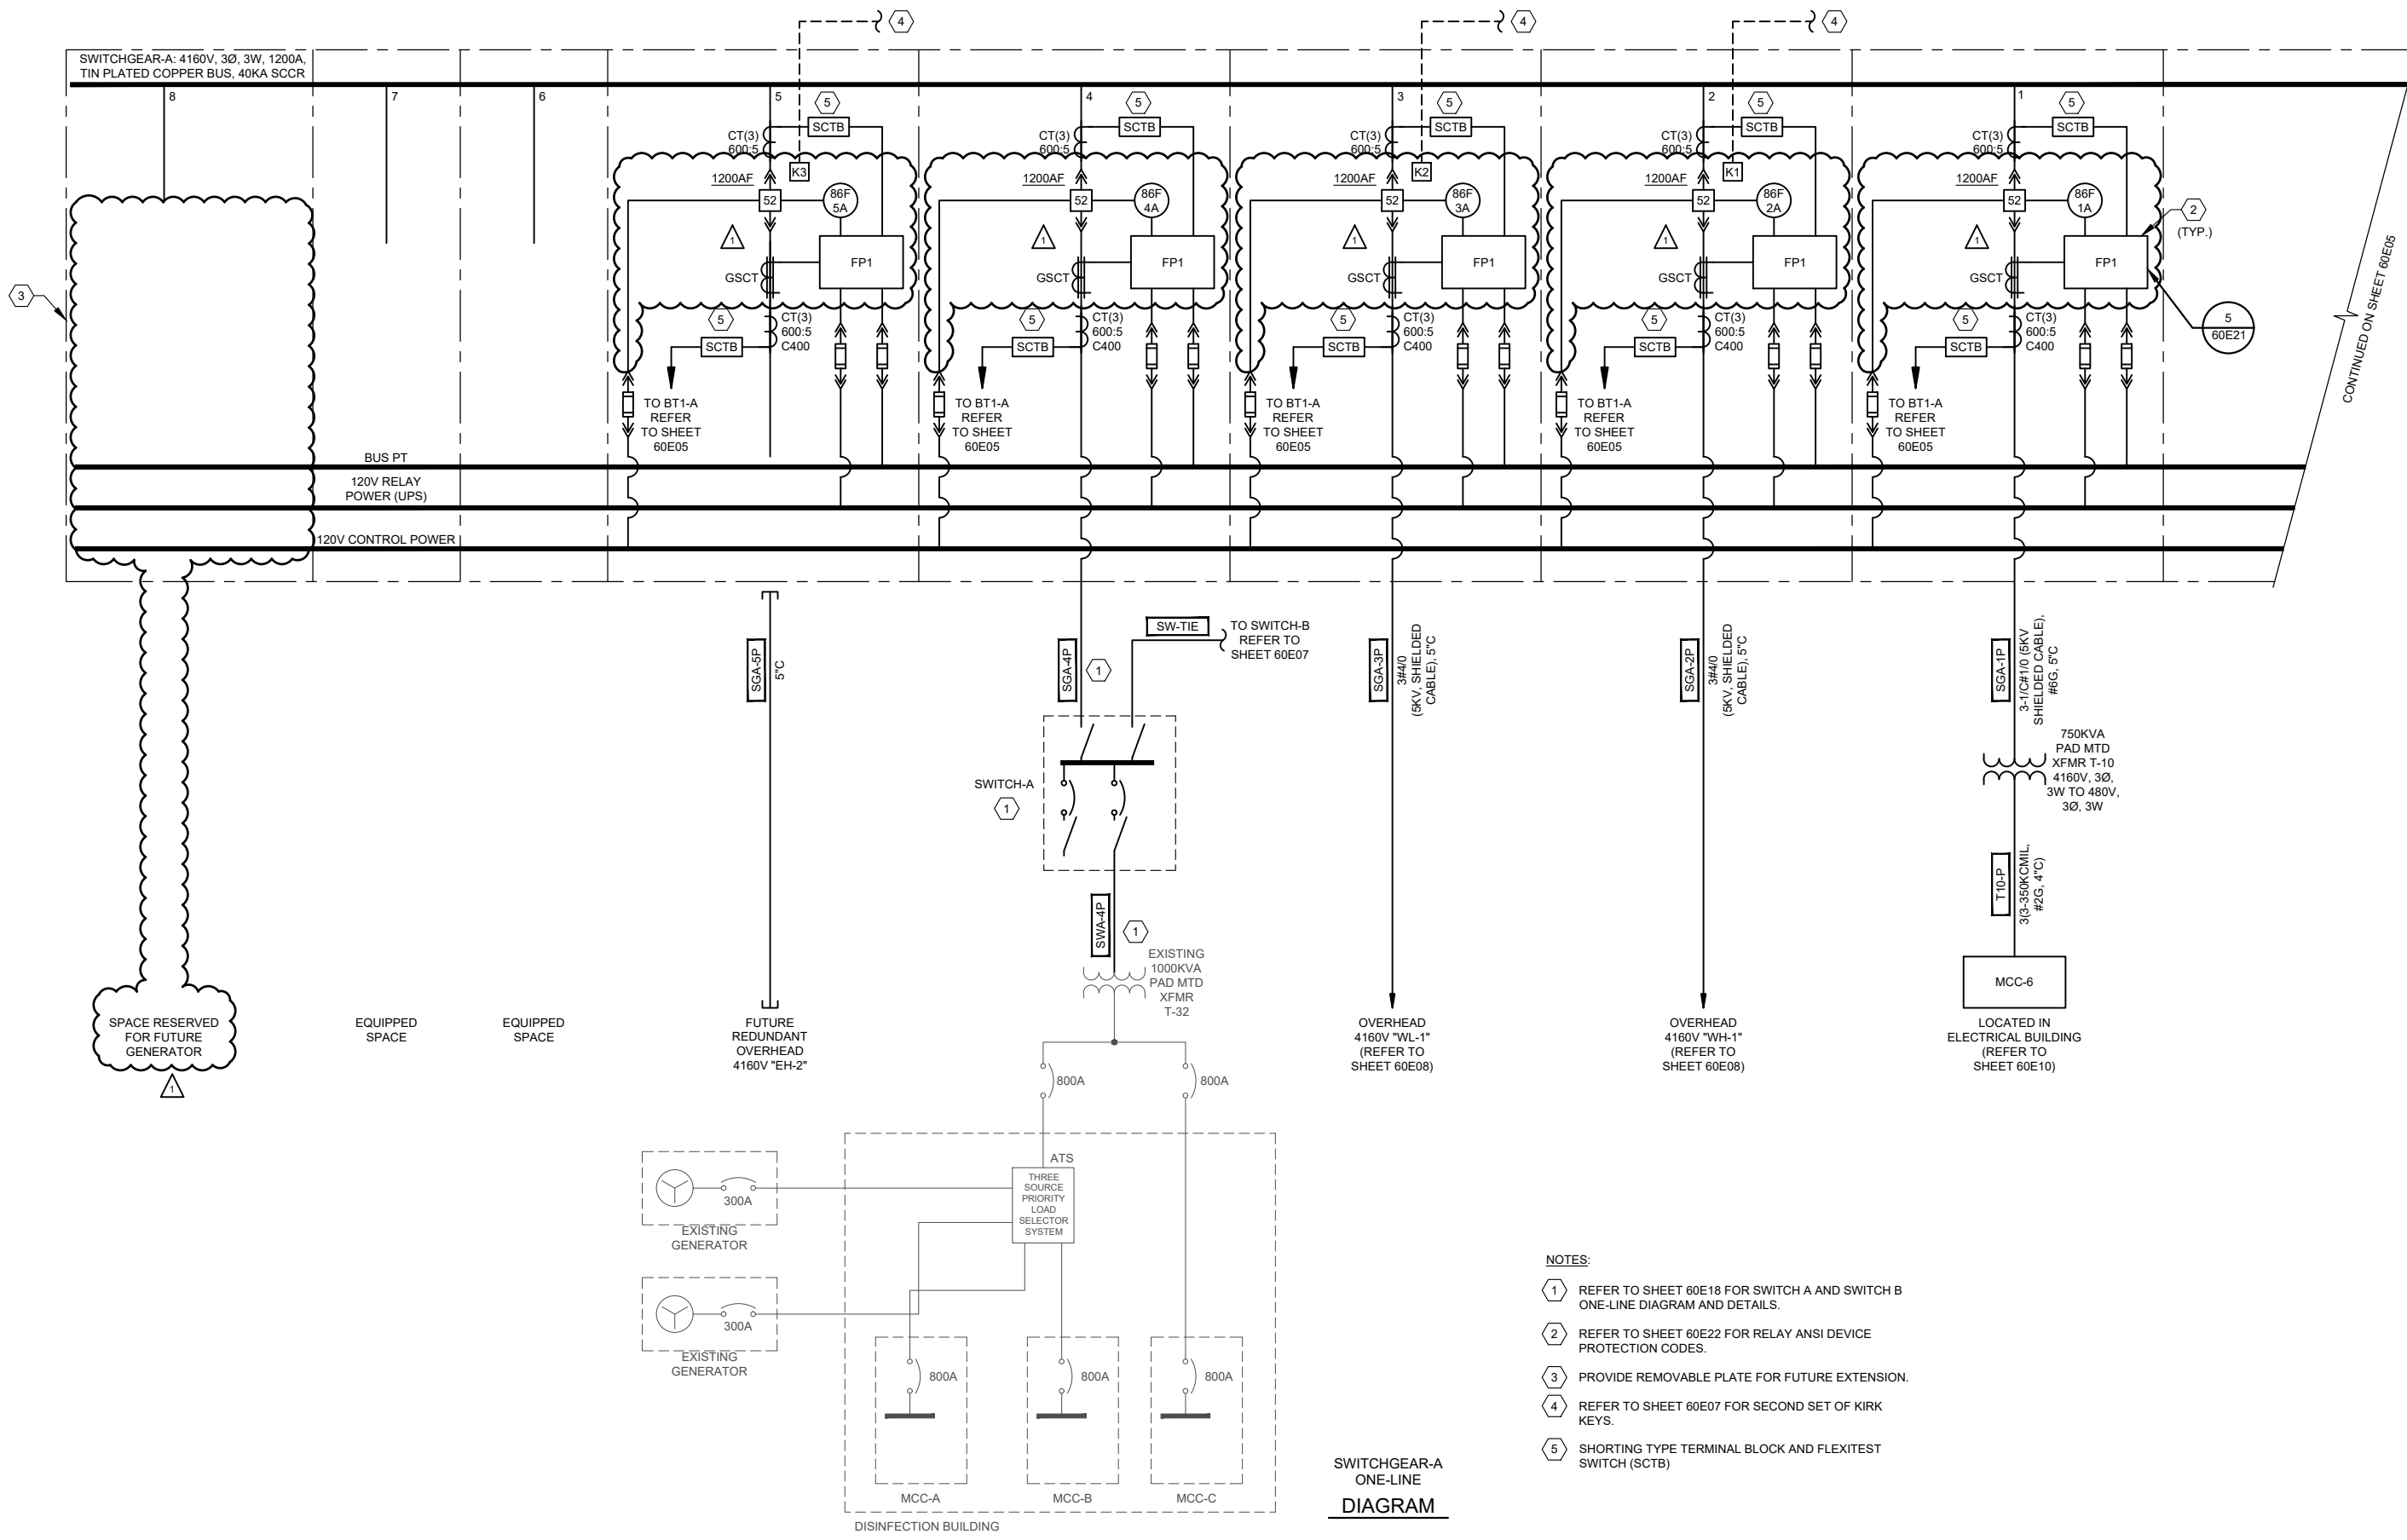 4
4
4
SWITCHGEAR-A: 4160V, 3Ø, 3W, 1200A,
TIN PLATED COPPER BUS, 40KA SCCR
8
7
6
5
4
3
2
1
5
SCTB
CT(3)
600:5
K3
1200AF
52
86F
5A
1
FP1
GSCT
5
SCTB
CT(3)
600:5
C400
TO BT1-A
REFER
TO SHEET
60E05
5
SCTB
CT(3)
600:5
1200AF
52
86F
4A
1
FP1
GSCT
5
SCTB
CT(3)
600:5
C400
TO BT1-A
REFER
TO SHEET
60E05
5
SCTB
CT(3)
600:5
K2
1200AF
52
86F
3A
1
FP1
GSCT
5
SCTB
CT(3)
600:5
C400
TO BT1-A
REFER
TO SHEET
60E05
5
SCTB
CT(3)
600:5
K1
1200AF
52
86F
2A
1
FP1
GSCT
5
SCTB
CT(3)
600:5
C400
TO BT1-A
REFER
TO SHEET
60E05
5
SCTB
CT(3)
600:5
1200AF
52
86F
1A
1
FP1
GSCT
5
SCTB
CT(3)
600:5
C400
TO BT1-A
REFER
TO SHEET
60E05
2
(TYP.)
5
60E21
CONTINUED ON SHEET 60E05
3
BUS PT
120V RELAY
POWER (UPS)
120V CONTROL POWER
SGA-5P
5"C
SGA-4P
1
SW-TIE
TO SWITCH-B
REFER TO
SHEET 60E07
SGA-3P
3#4/0
(5KV, SHIELDED
CABLE), 5"C
SGA-2P
3#4/0
(5KV, SHIELDED
CABLE), 5"C
SGA-1P
3-1/C#1/0 (5KV
SHIELDED CABLE),
#6G, 5"C
SWITCH-A
1
750KVA
PAD MTD
XFMR T-10
4160V, 3Ø,
3W TO 480V,
3Ø, 3W
T10-P
3(3-350KCMIL,
#2G, 4"C)
MCC-6
SWA-4P
1
EXISTING
1000KVA
PAD MTD
XFMR
T-32
SPACE RESERVED
FOR FUTURE
GENERATOR
1
EQUIPPED
SPACE
EQUIPPED
SPACE
FUTURE
REDUNDANT
OVERHEAD
4160V "EH-2"
OVERHEAD
4160V "WL-1"
(REFER TO
SHEET 60E08)
OVERHEAD
4160V "WH-1"
(REFER TO
SHEET 60E08)
LOCATED IN
ELECTRICAL BUILDING
(REFER TO
SHEET 60E10)
800A
800A
ATS
THREE
SOURCE
PRIORITY
LOAD
SELECTOR
SYSTEM
300A
EXISTING
GENERATOR
300A
EXISTING
GENERATOR
800A
800A
800A
MCC-A
MCC-B
MCC-C
DISINFECTION BUILDING
SWITCHGEAR-A
ONE-LINE
DIAGRAM
NOTES:
1 REFER TO SHEET 60E18 FOR SWITCH A AND SWITCH B
ONE-LINE DIAGRAM AND DETAILS.
2 REFER TO SHEET 60E22 FOR RELAY ANSI DEVICE
PROTECTION CODES.
3 PROVIDE REMOVABLE PLATE FOR FUTURE EXTENSION.
4 REFER TO SHEET 60E07 FOR SECOND SET OF KIRK
KEYS.
5 SHORTING TYPE TERMINAL BLOCK AND FLEXITEST
SWITCH (SCTB)